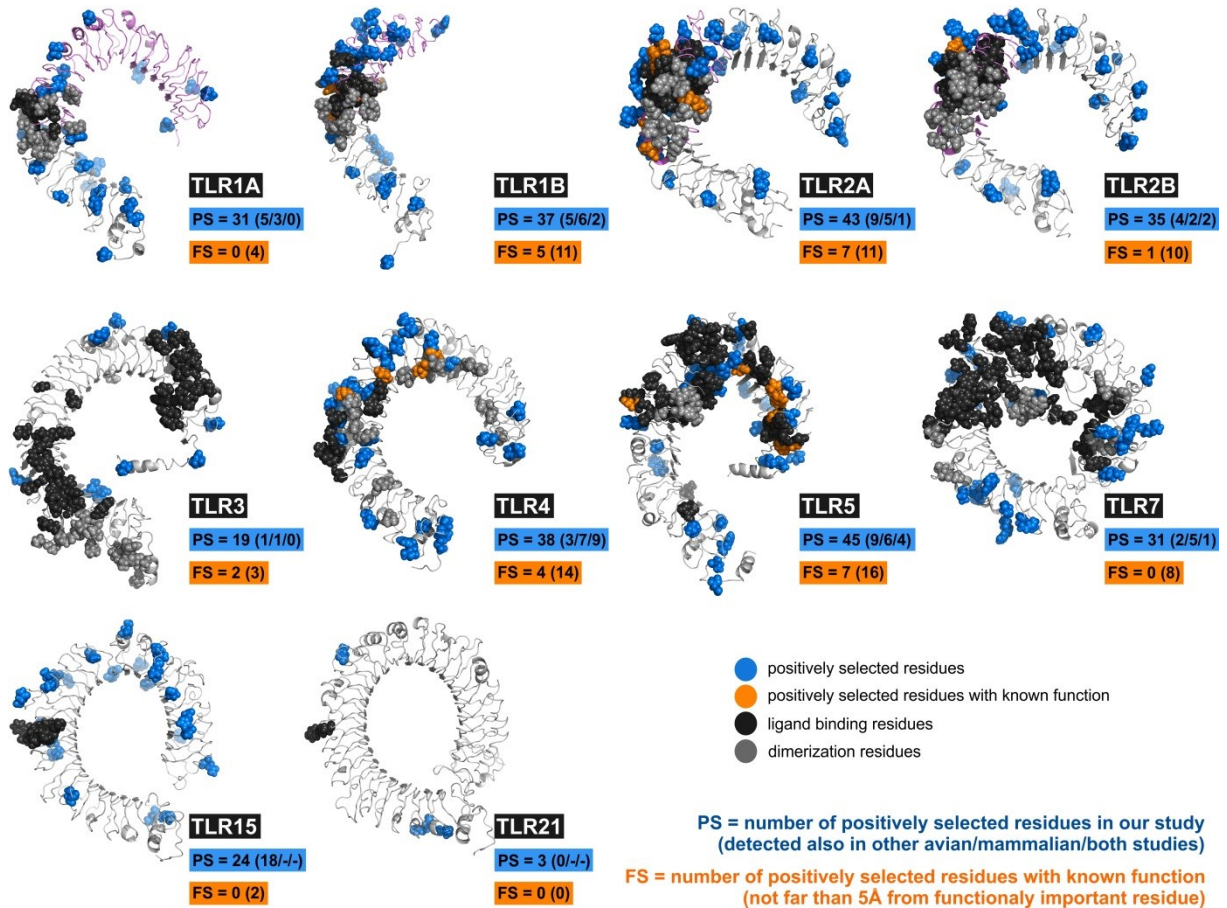 TLR1A
PS = 31 (5/3/0)
FS = 0 (4)
TLR1B
PS = 37 (5/6/2)
FS = 5 (11)
TLR2A
PS = 43 (9/5/1)
FS = 7 (11)
TLR2B
PS = 35 (4/2/2)
FS = 1 (10)
TLR3
PS = 19 (1/1/0)
FS = 2 (3)
TLR4
PS = 38 (3/7/9)
FS = 4 (14)
TLR5
PS = 45 (9/6/4)
FS = 7 (16)
TLR7
PS = 31 (2/5/1)
FS = 0 (8)
TLR15
PS = 24 (18/-/-)
FS = 0 (2)
TLR21
PS = 3 (0/-/-)
FS = 0 (0)
positively selected residues
positively selected residues with known function
ligand binding residues
dimerization residues
PS = number of positively selected residues in our study
(detected also in other avian/mammalian/both studies)
FS = number of positively selected residues with known function
(not far than 5Å from functionaly important residue)